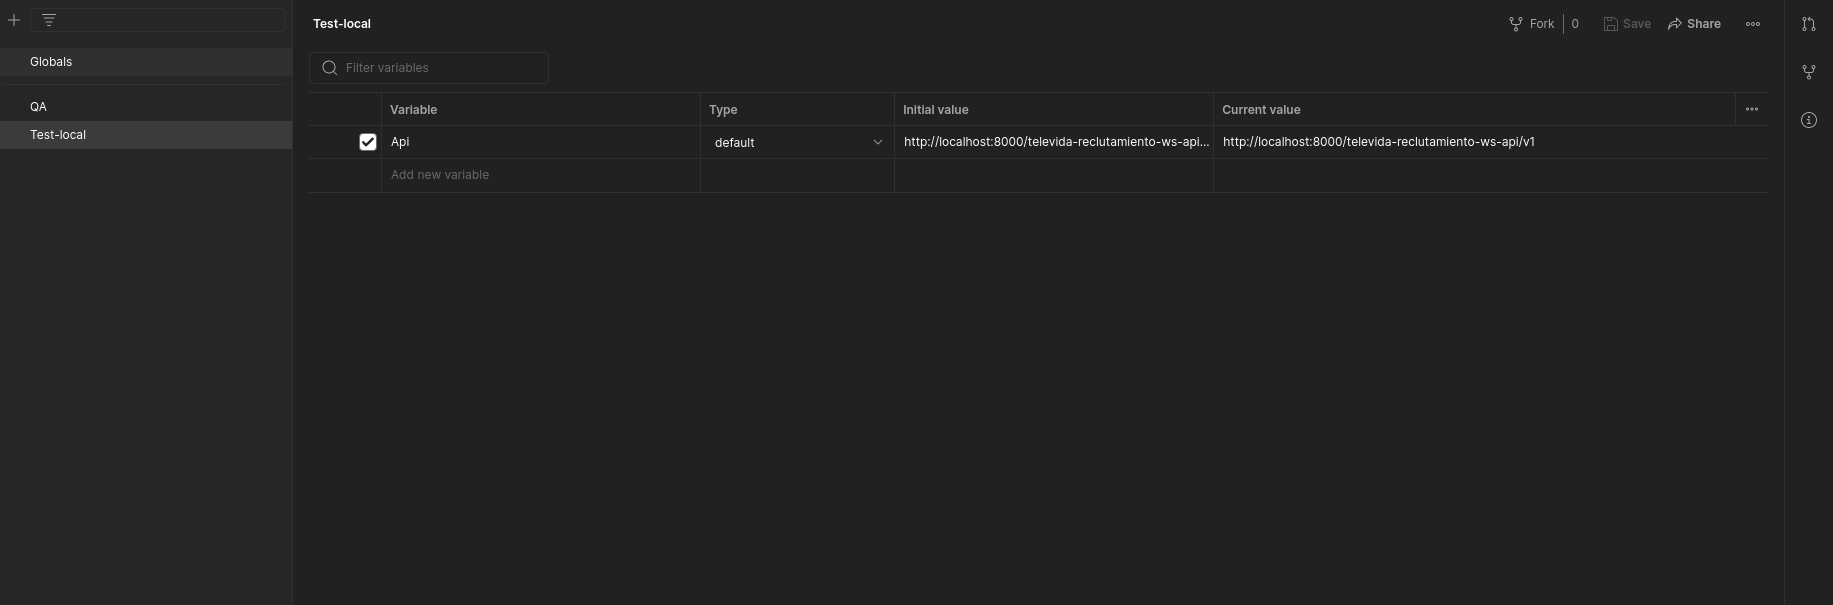 Test-local
Fork 0 Save Share
Globals
QA
Test-local
Filter variables
Variable Type Initial value Current value
Api default http://localhost:8000/televida-reclutamiento-ws-api... http://localhost:8000/televida-reclutamiento-ws-api/v1
Add new variable